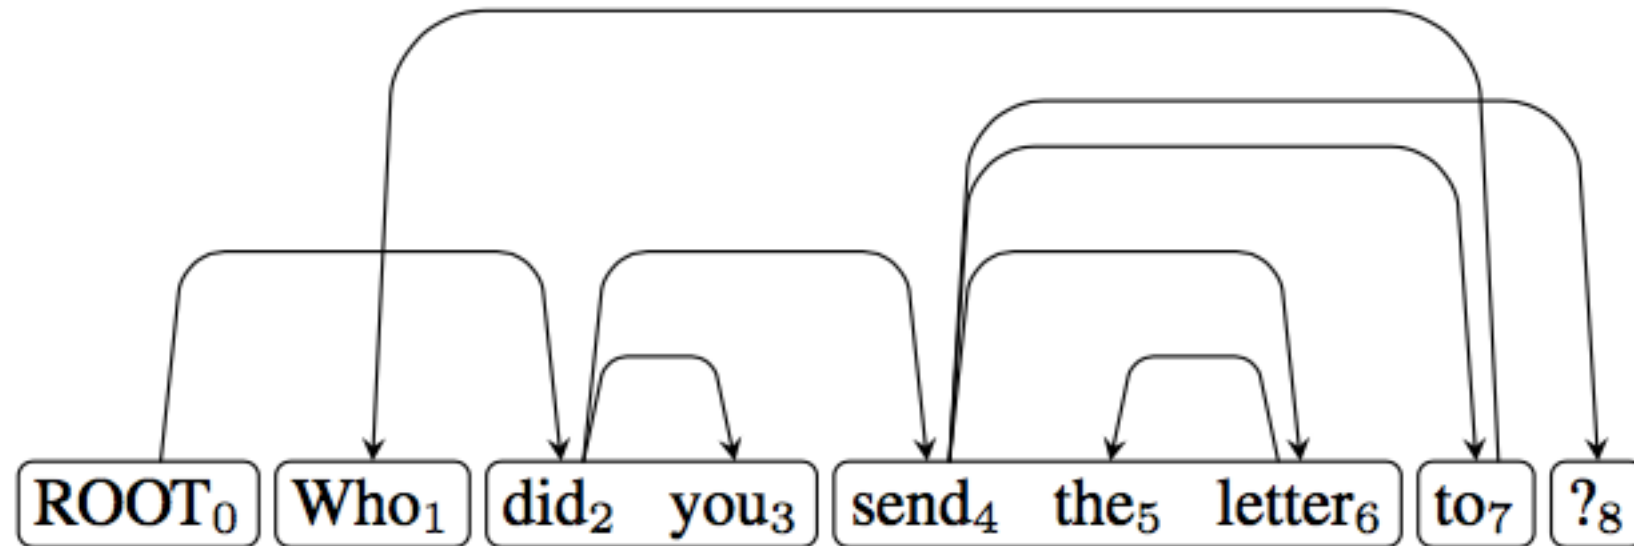 ROOT₀ Who₁ did₂ you₃ send₄ the₅ letter₆ to₇ ?₈